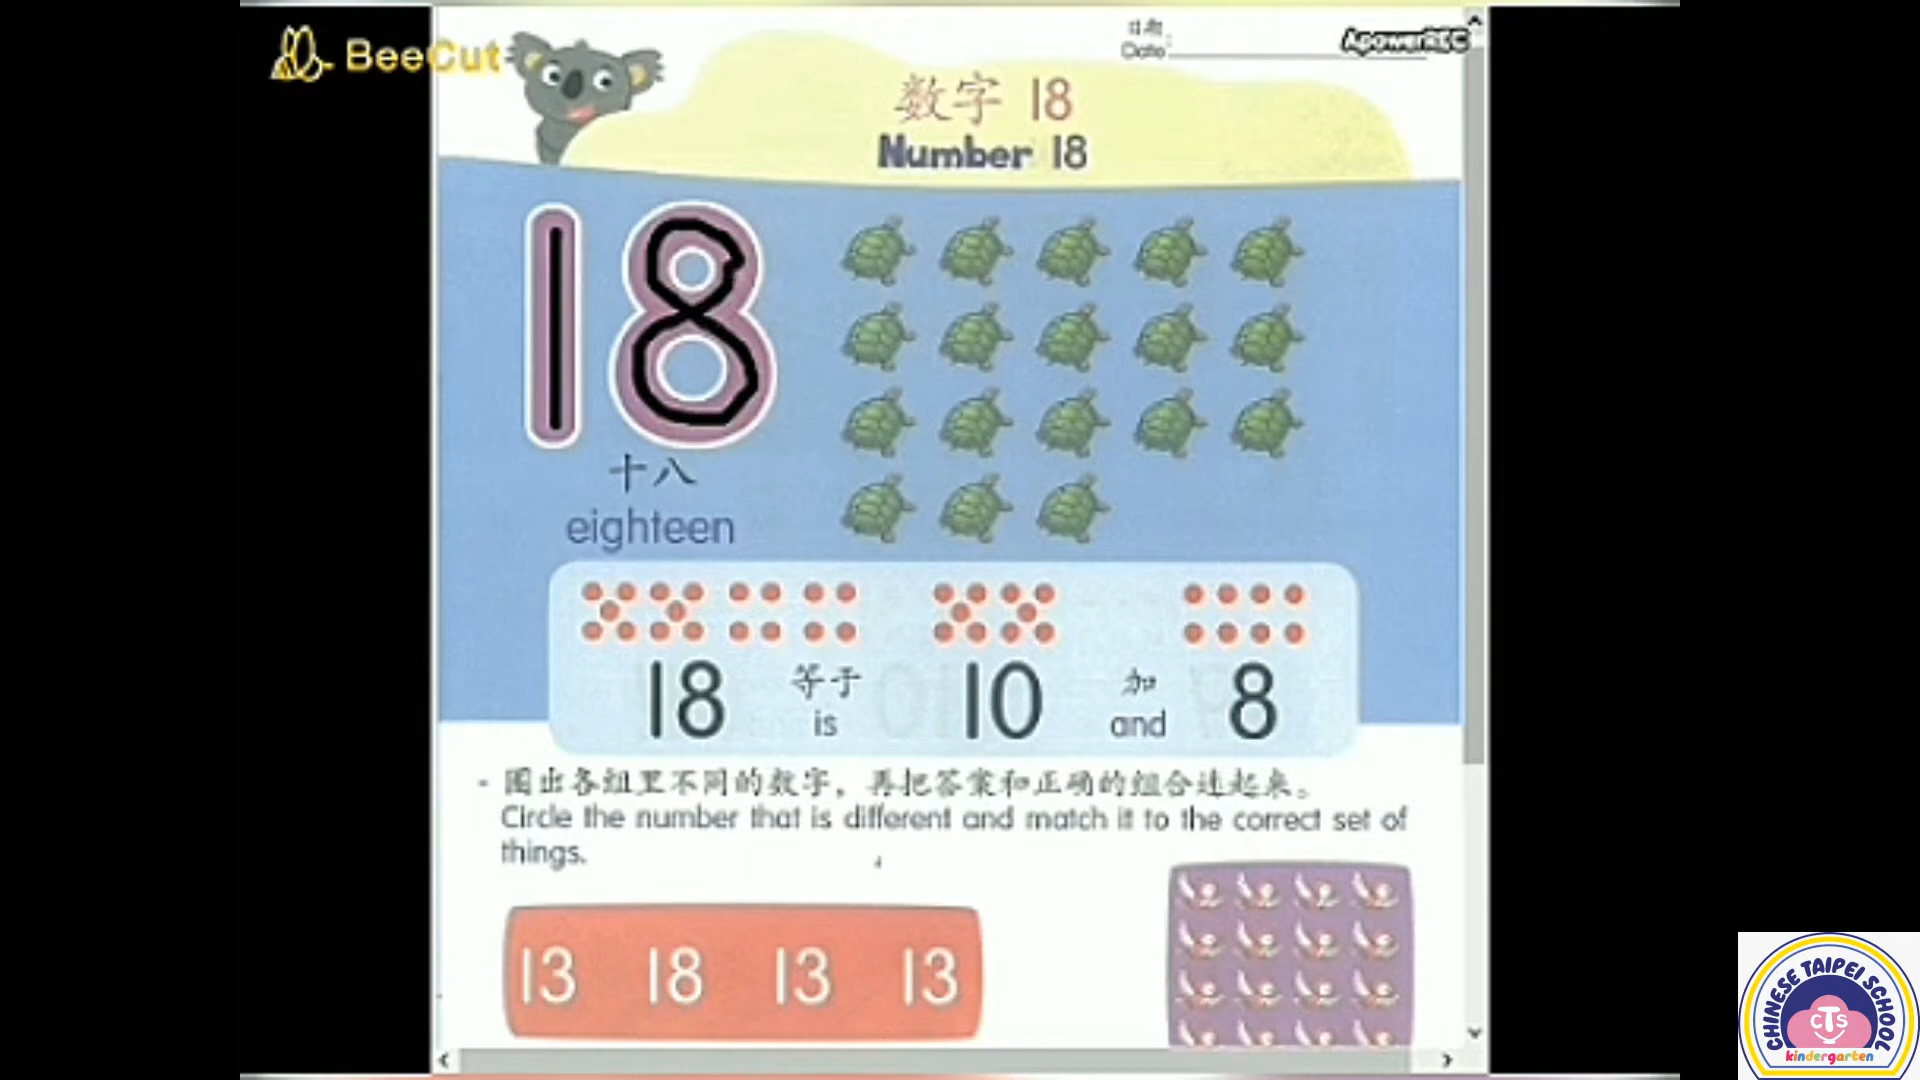 BeeCut
日期:
Date:
ApowerREC
数字 18
Number 18
18
十八
eighteen
18 等于 10 加 8
is and
- 圈出各组里不同的数字，再把答案和正确的组合连起来。
Circle the number that is different and match it to the correct set of
things.
13 18 13 13
CHINESE TAIPEI SCHOOL
CTS
kindergarten